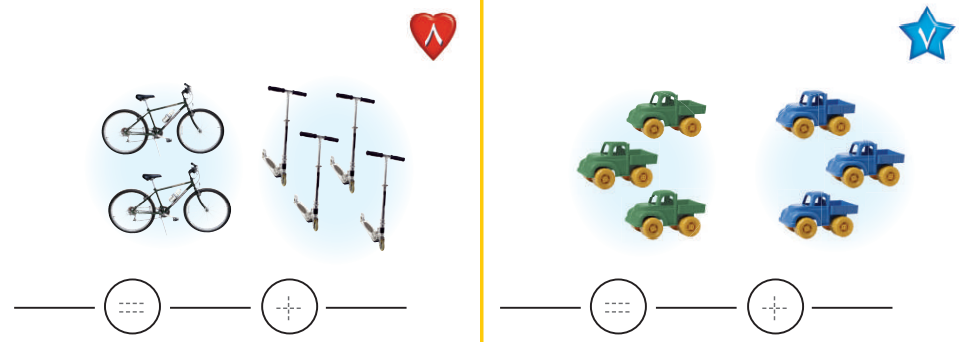 ٧
٨
= +
= +